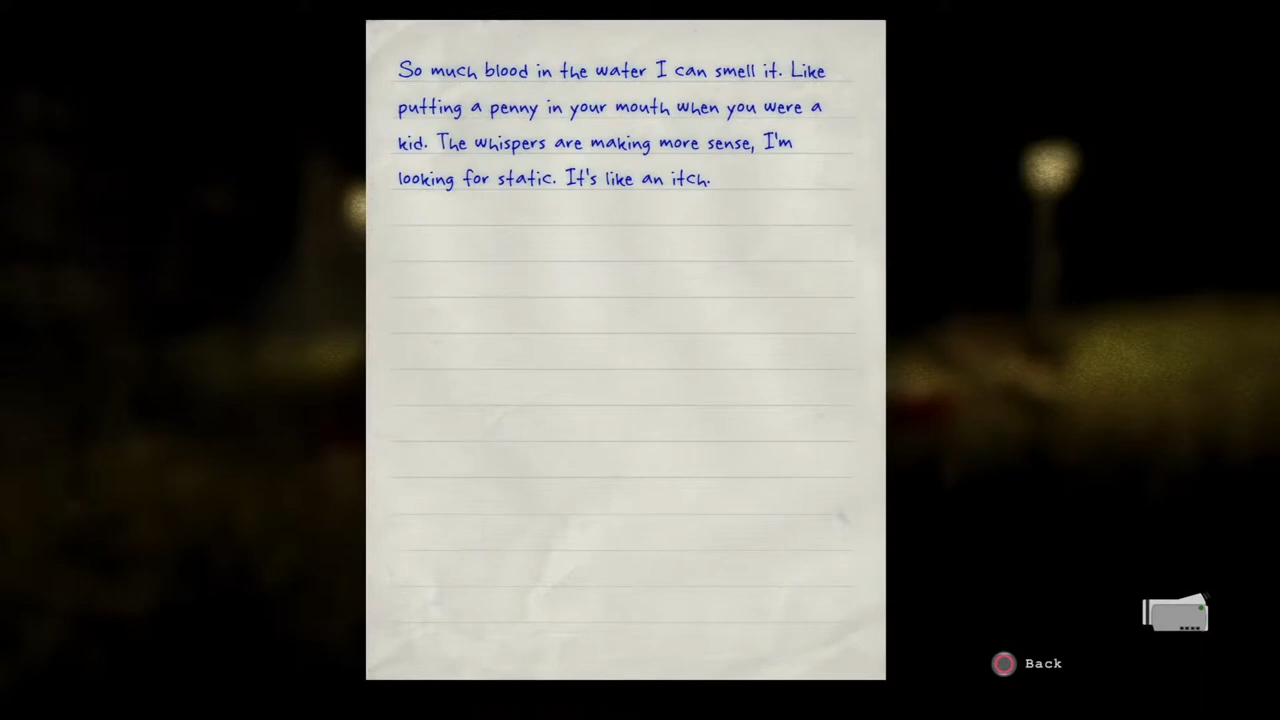 So much blood in the water I can smell it. Like
putting a penny in your mouth when you were a
kid. The whispers are making more sense, I'm
looking for static. It's like an itch.
Back